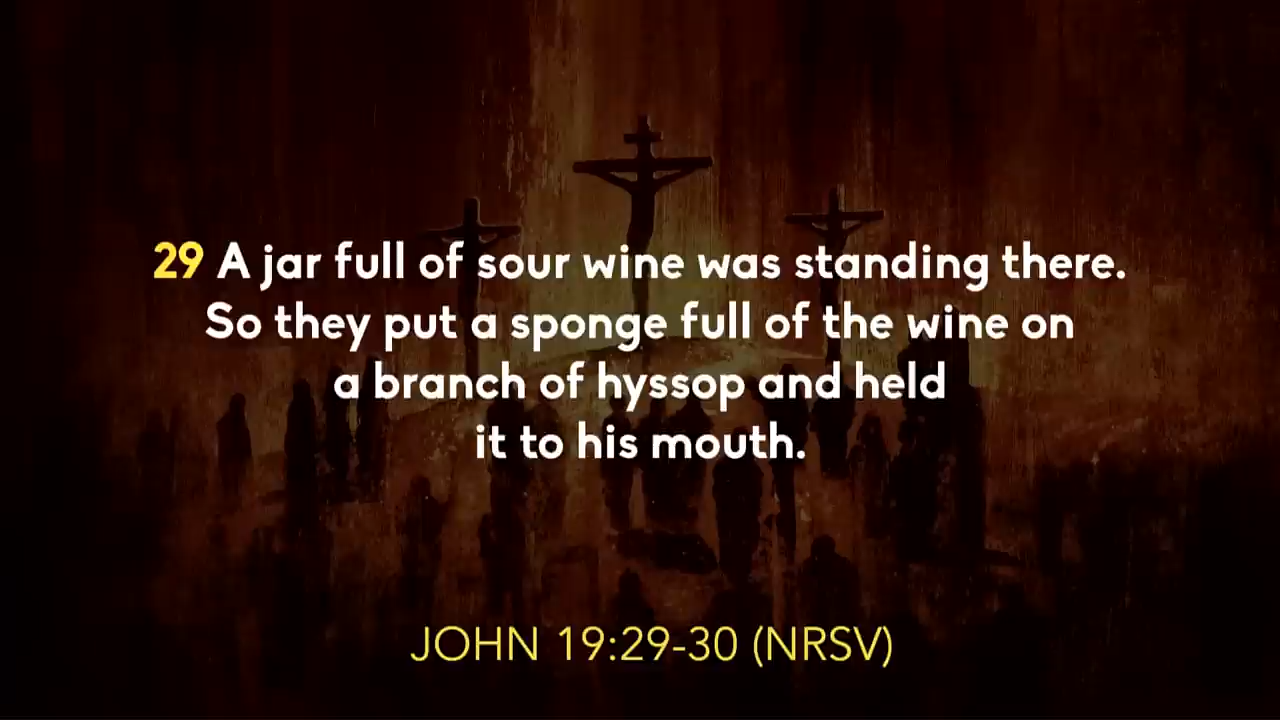 29 A jar full of sour wine was standing there.
So they put a sponge full of the wine on
a branch of hyssop and held
it to his mouth.
JOHN 19:29-30 (NRSV)